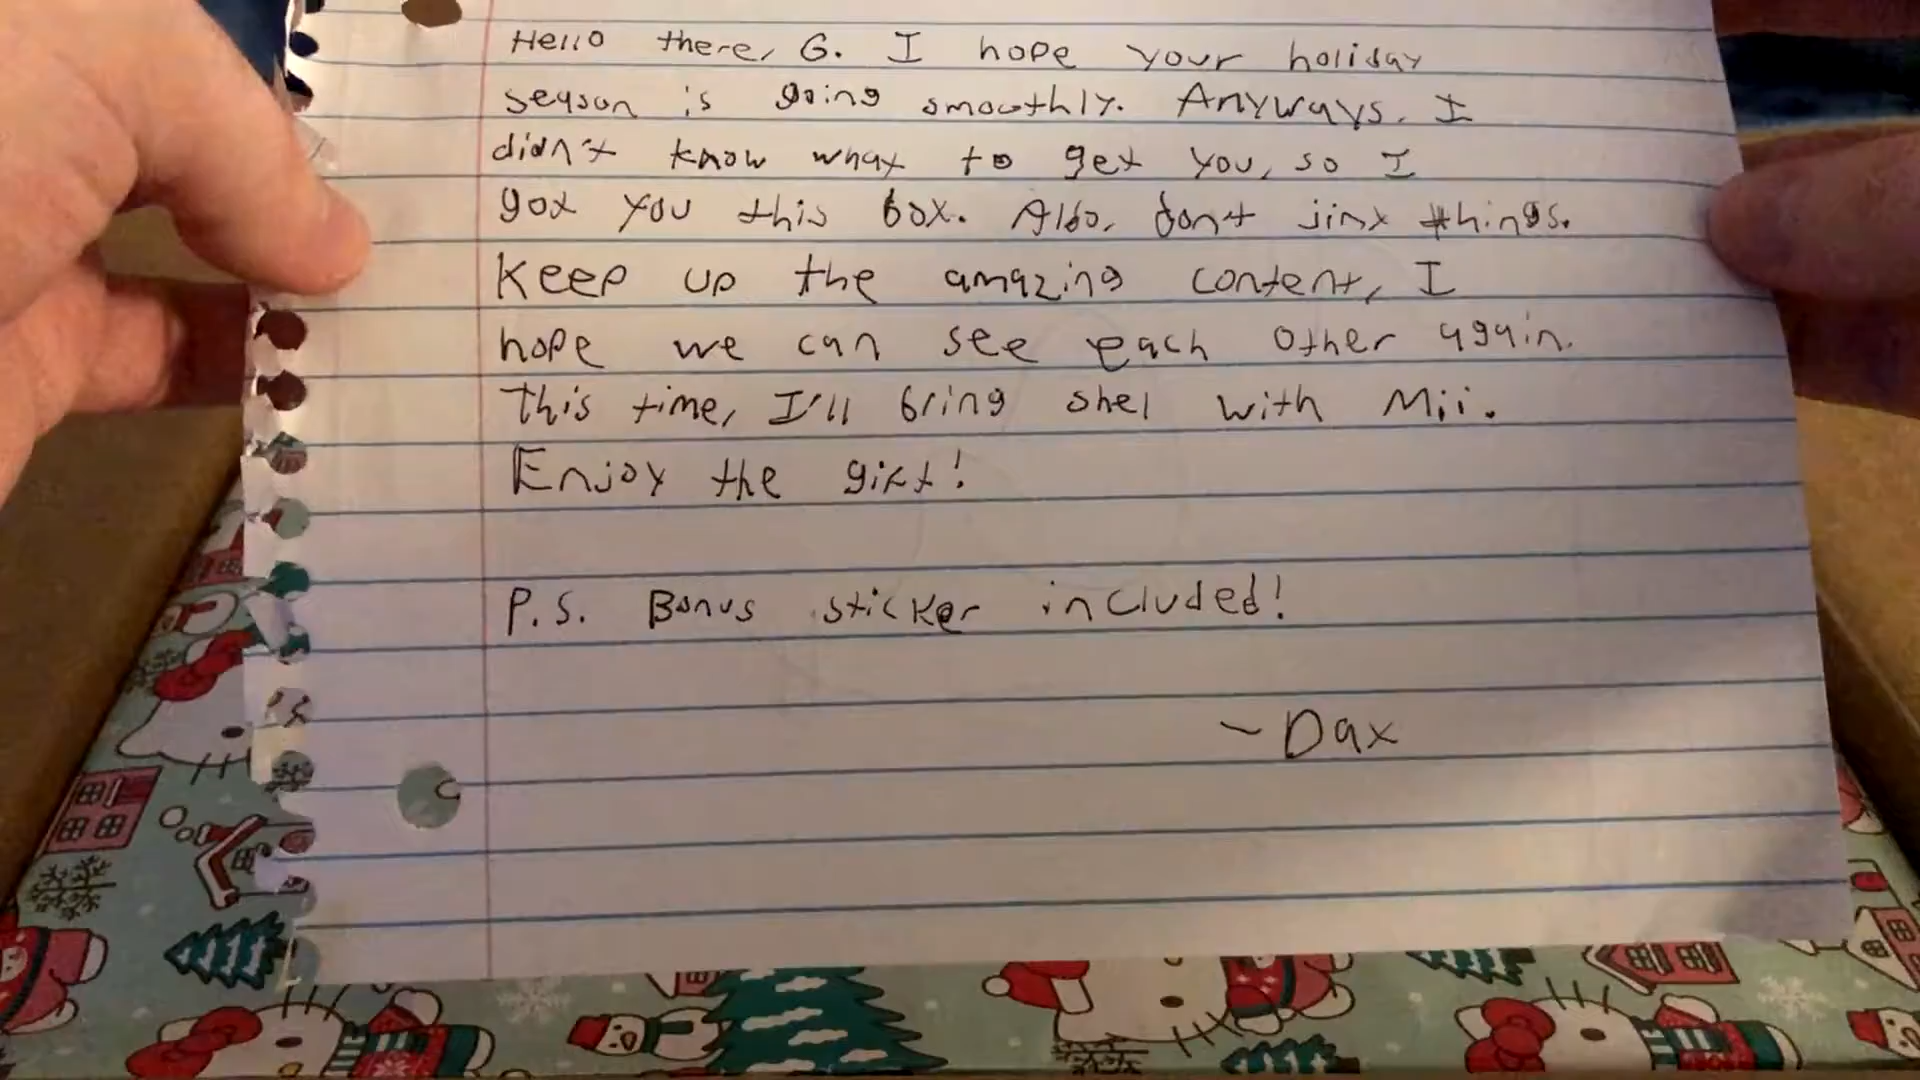 Hello there, G. I hope your holiday
season is going smoothly. Anyways, I
didn't know what to get you, so I
got you this box. Also, don't jinx things.
Keep up the amazing content, I
hope we can see each other again.
This time, I'll bring shel with Mii.
Enjoy the gift!
P.S. Bonus sticker included!
~Dax